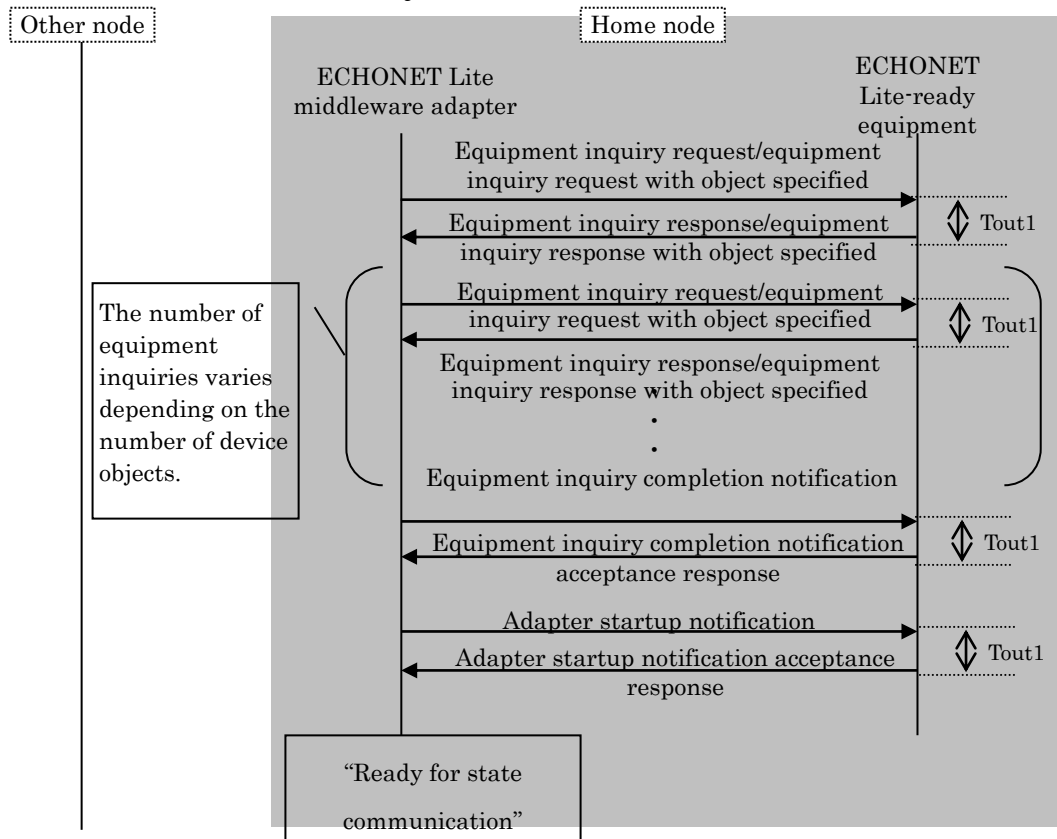 Other node
Home node
ECHONET Lite
middleware adapter
ECHONET
Lite-ready
equipment
Equipment inquiry request/equipment
inquiry request with object specified
Tout1
Equipment inquiry response/equipment
inquiry response with object specified
The number of
equipment
inquiries varies
depending on the
number of device
objects.
Equipment inquiry request/equipment
inquiry request with object specified
Tout1
Equipment inquiry response/equipment
inquiry response with object specified
Equipment inquiry completion notification
Tout1
Equipment inquiry completion notification
acceptance response
Adapter startup notification
Tout1
Adapter startup notification acceptance
response
“Ready for state
communication”